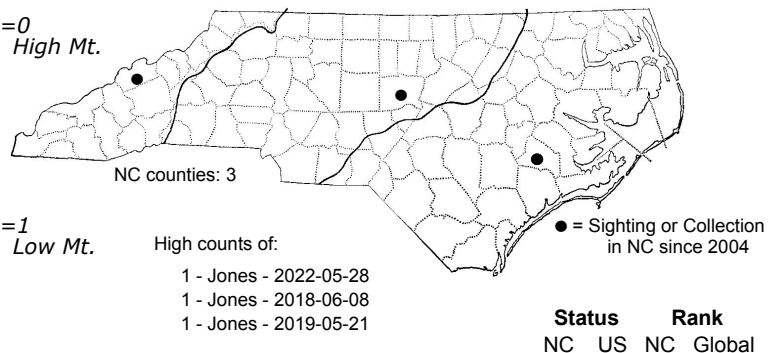 =0
High Mt.
NC counties: 3
=1
Low Mt.
High counts of:
1 - Jones - 2022-05-28
1 - Jones - 2018-06-08
1 - Jones - 2019-05-21
● = Sighting or Collection
in NC since 2004
Status Rank
NC US NC Global